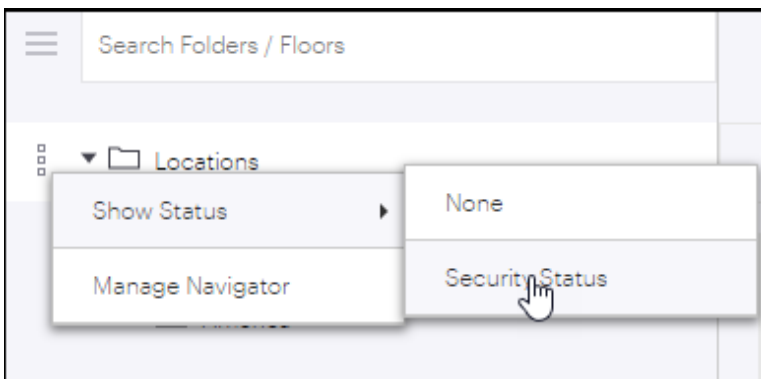 Search Folders / Floors
Locations
Show Status
None
Manage Navigator
Security Status